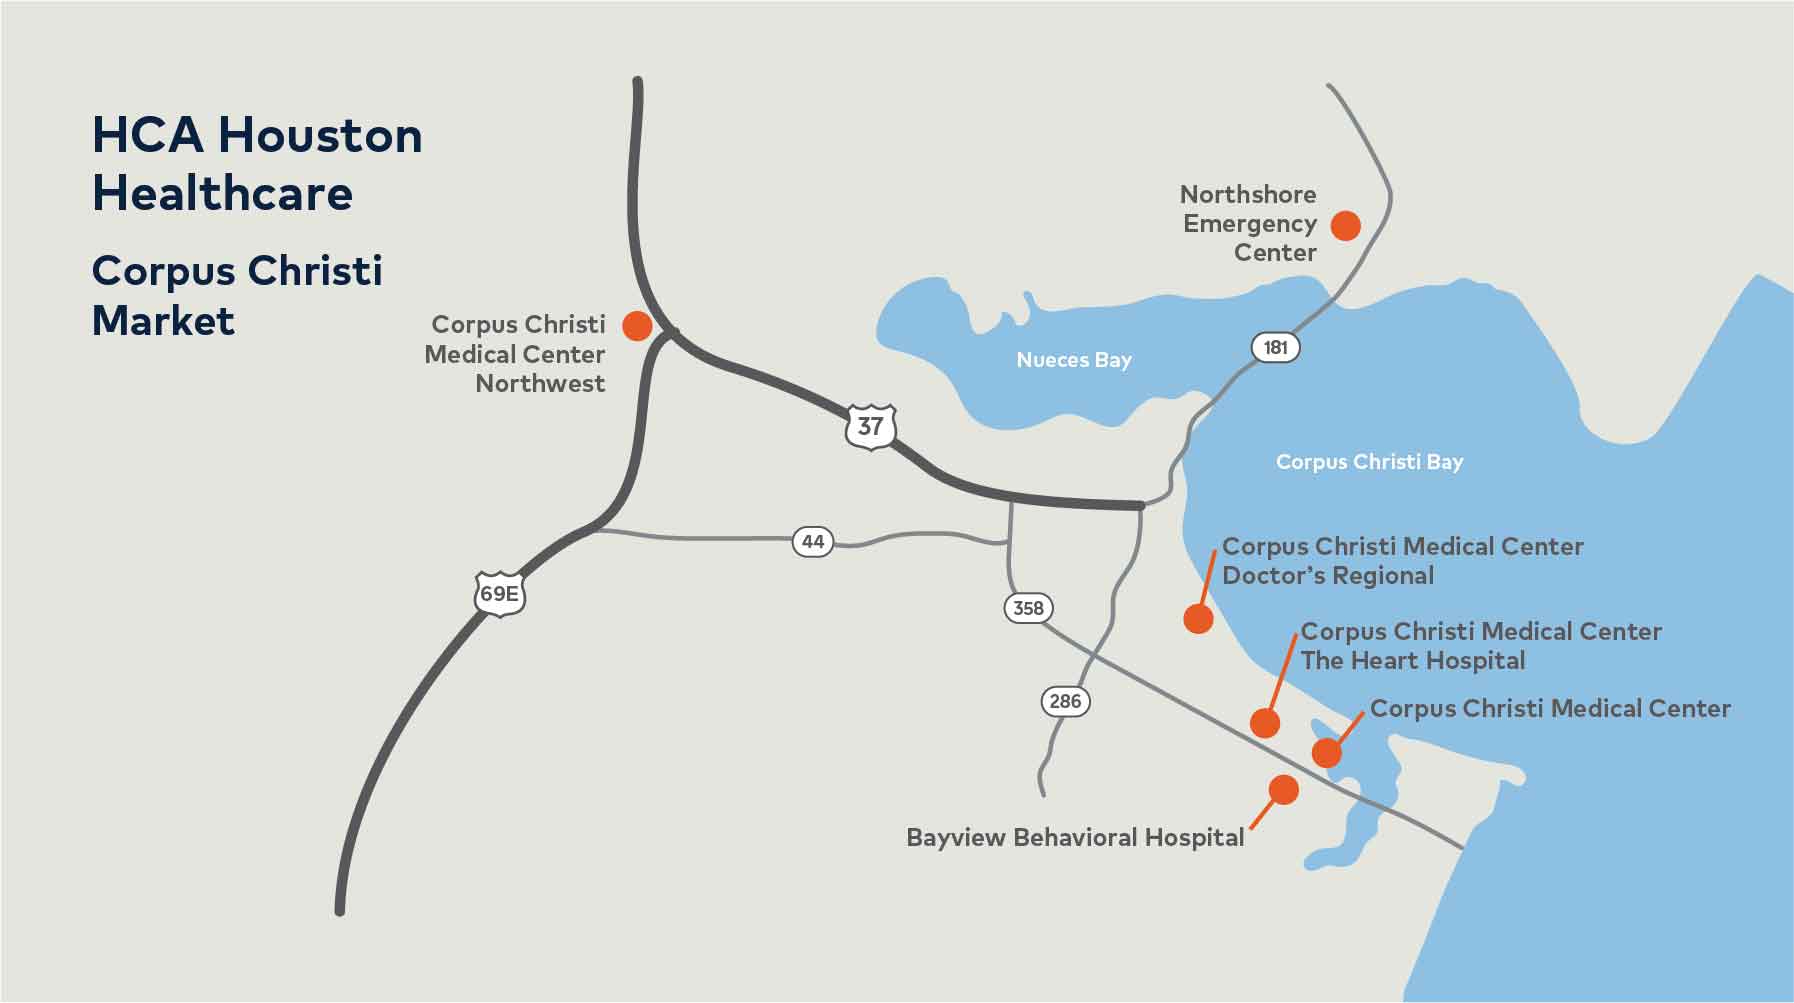 HCA Houston
Healthcare
Corpus Christi
Market
Northshore
Emergency
Center
Corpus Christi
Medical Center
Northwest
Nueces Bay
181
37
Corpus Christi Bay
44
Corpus Christi Medical Center
Doctor’s Regional
69E
358
Corpus Christi Medical Center
The Heart Hospital
286
Corpus Christi Medical Center
Bayview Behavioral Hospital